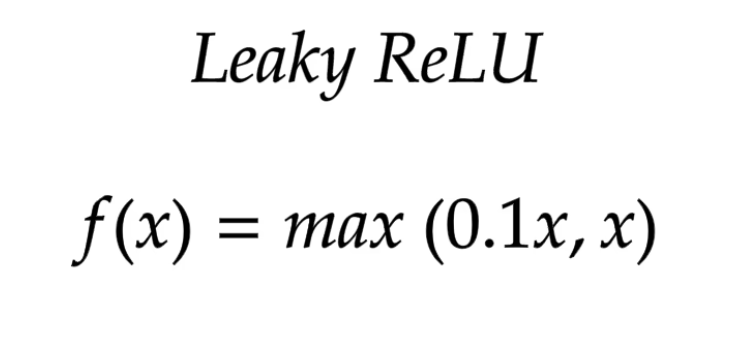 Leaky ReLU
f(x) = max (0.1x, x)